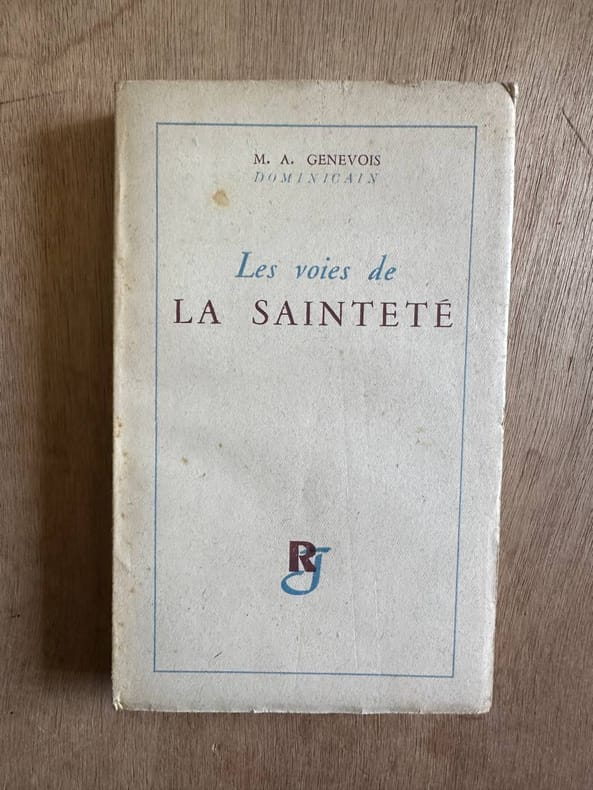 M. A. GENEVOIS
DOMINICAIN
Les voies de
LA SAINTETÉ
RJ